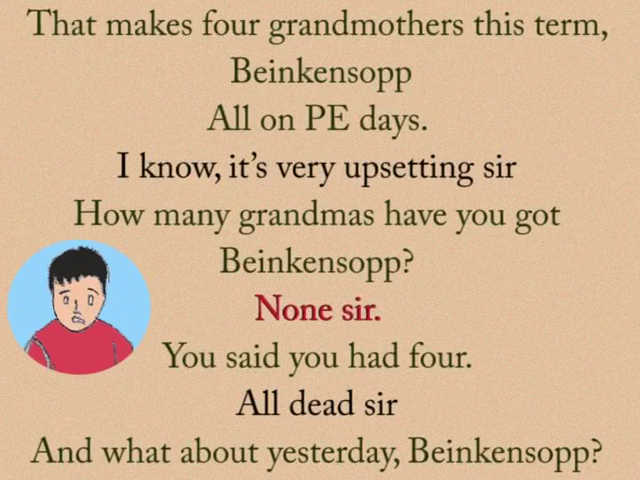 That makes four grandmothers this term,
Beinkensopp
All on PE days.
I know, it's very upsetting sir
How many grandmas have you got
Beinkensopp?
None sir.
You said you had four.
All dead sir
And what about yesterday, Beinkensopp?